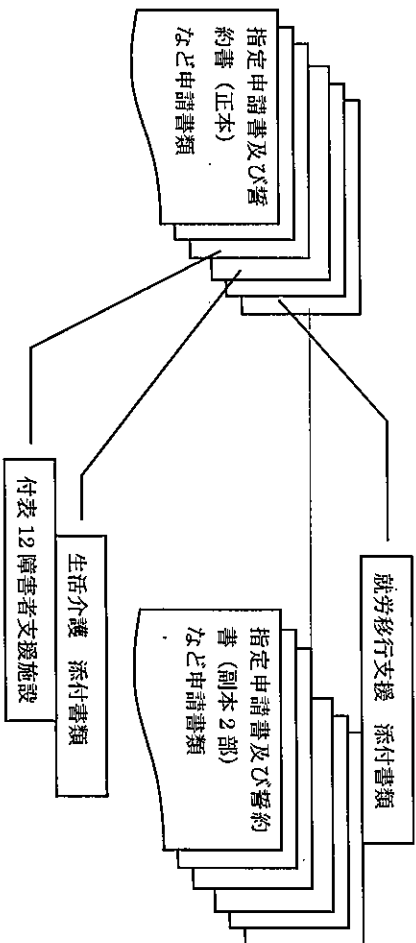 指定申請書及び誓
約書（正本）
など申請書類
付表12障害者支援施設
生活介護　添付書類
就労移行支援　添付書類
指定申請書及び誓約
書（副本2部）
など申請書類